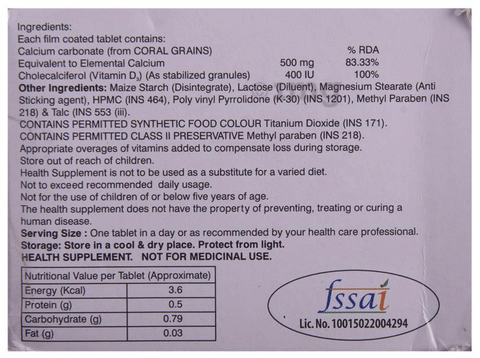 Ingredients:
Each film coated tablet contains:
Calcium carbonate (from CORAL GRAINS) % RDA
Equivalent to Elemental Calcium 500 mg 83.33%
Cholecalciferol (Vitamin D₃) (As stabilized granules) 400 IU 100%
Other Ingredients: Maize Starch (Disintegrate), Lactose (Diluent), Magnesium Stearate (Anti
Sticking agent), HPMC (INS 464), Poly vinyl Pyrrolidone (K-30) (INS 1201), Methyl Paraben (INS
218) & Talc (INS 553 (iii).
CONTAINS PERMITTED SYNTHETIC FOOD COLOUR Titanium Dioxide (INS 171).
CONTAINS PERMITTED CLASS II PRESERVATIVE Methyl paraben (INS 218).
Appropriate overages of vitamins added to compensate loss during storage.
Store out of reach of children.
Health Supplement is not to be used as a substitute for a varied diet.
Not to exceed recommended daily usage.
Not for the use of children of or below five years of age.
The health supplement does not have the property of preventing, treating or curing a
human disease.
Serving Size : One tablet in a day or as recommended by your health care professional.
Storage: Store in a cool & dry place. Protect from light.
HEALTH SUPPLEMENT. NOT FOR MEDICINAL USE.
Nutritional Value per Tablet (Approximate)
Energy (Kcal) 3.6
Protein (g) 0.5
Carbohydrate (g) 0.79
Fat (g) 0.03
fssai
Lic. No. 10015022004294